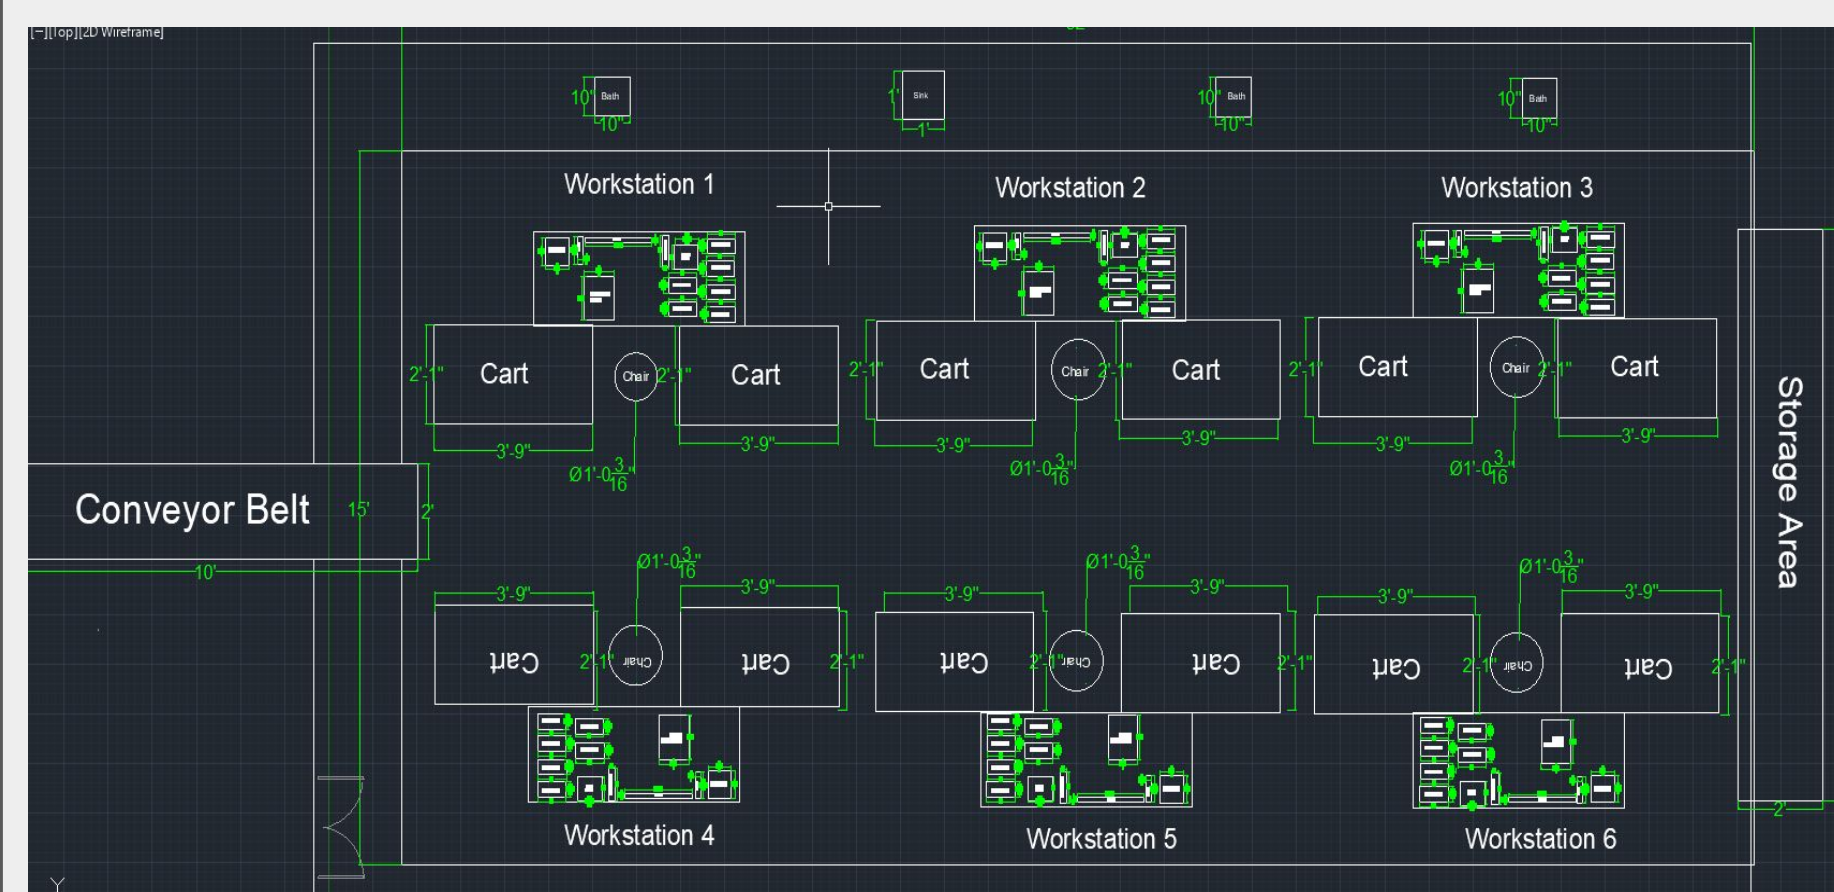 [−][Top][2D Wireframe]
10'
Bath
10"
1'
Sink
1'
10"
Bath
10"
10"
Bath
10"
Workstation 1
Workstation 2
Workstation 3
2'-1"
Cart
Chair
2'-1"
Cart
2'-1"
Cart
Chair
2'-1"
Cart
2'-1"
Cart
Chair
2'-1"
Cart
3'-9"
3'-9"
3'-9"
3'-9"
3'-9"
3'-9"
Ø1'-0 3/16"
Ø1'-0 3/16"
Ø1'-0 3/16"
Conveyor Belt
15'
2'
10'
Storage Area
Ø1'-0 3/16"
Ø1'-0 3/16"
Ø1'-0 3/16"
3'-9"
3'-9"
3'-9"
3'-9"
3'-9"
3'-9"
Cart
2'-1"
Chair
Cart
2'-1"
Cart
2'-1"
Chair
Cart
2'-1"
Cart
2'-1"
Chair
Cart
2'-1"
2'
Workstation 4
Workstation 5
Workstation 6
Y